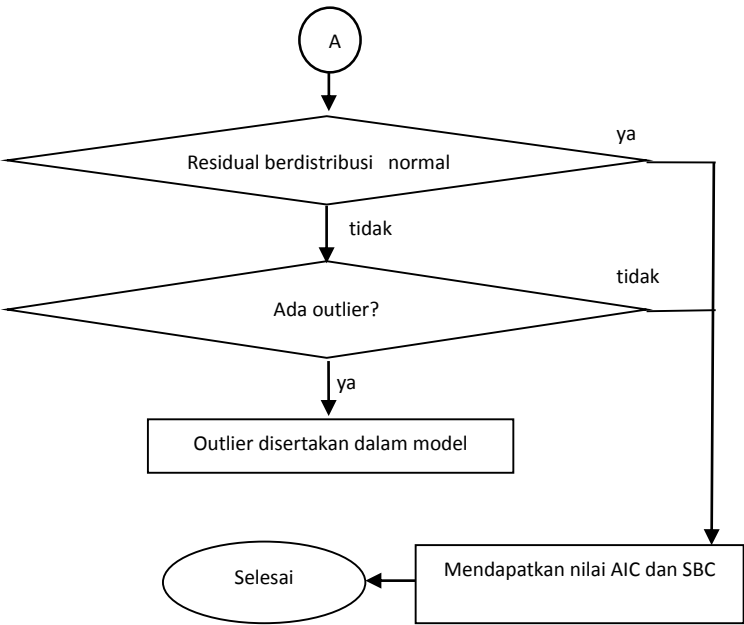 A
ya
Residual berdistribusi normal
tidak
tidak
Ada outlier?
ya
Outlier disertakan dalam model
Selesai
Mendapatkan nilai AIC dan SBC